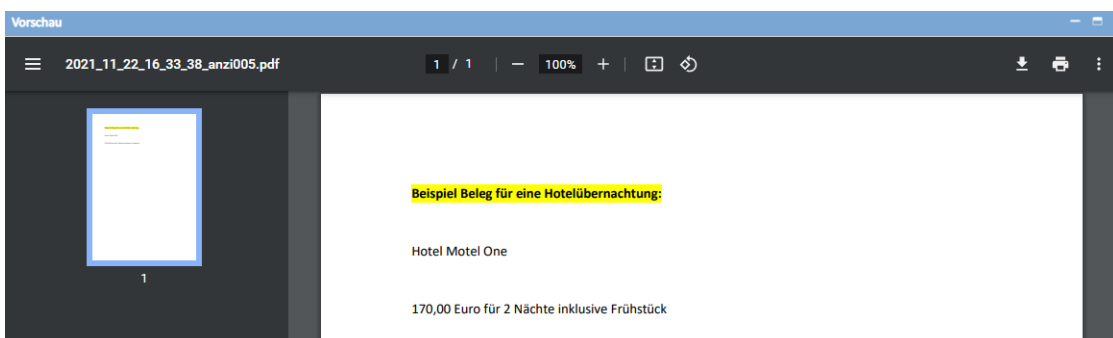 Vorschau
2021_11_22_16_33_38_anzi005.pdf
1 / 1
100%
Beispiel Beleg für eine Hotelübernachtung:
Hotel Motel One
170,00 Euro für 2 Nächte inklusive Frühstück
1